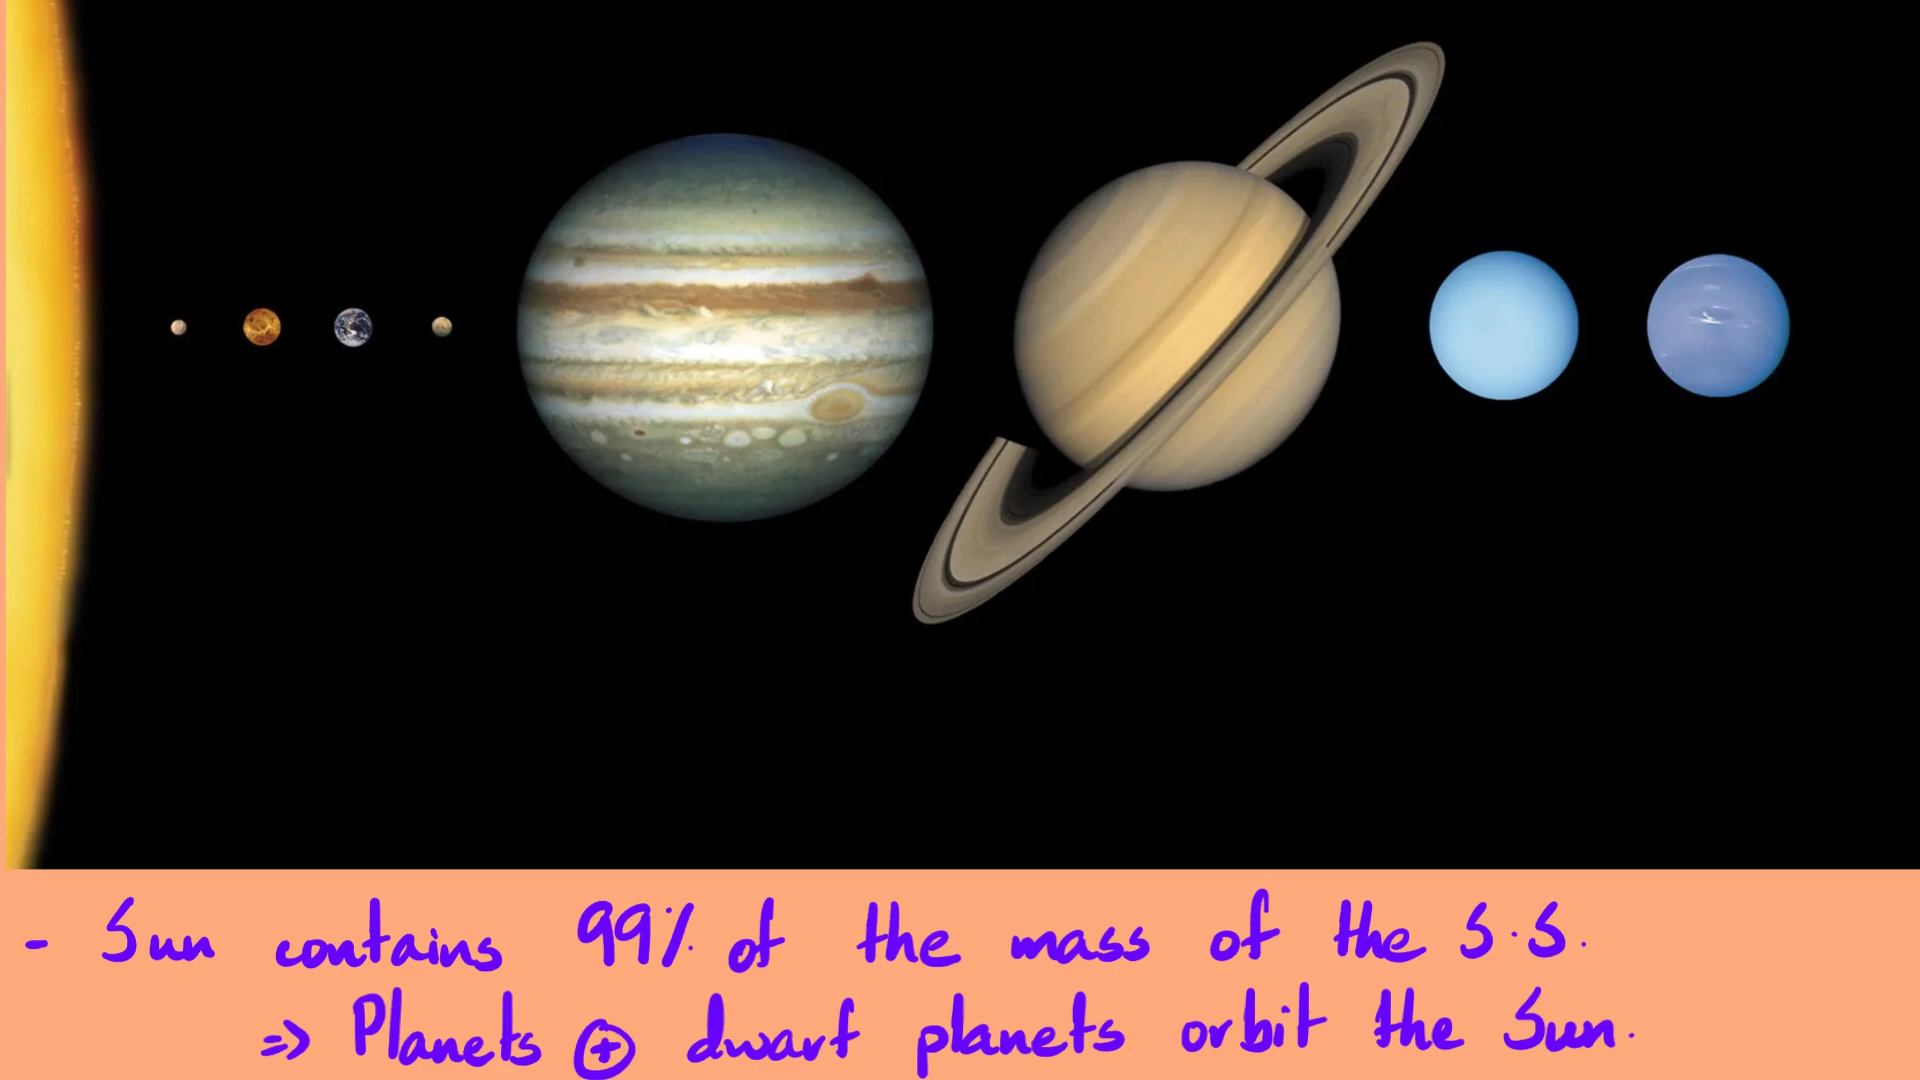 - Sun contains 99% of the mass of the S.S.
=> Planets ⊕ dwarf planets orbit the Sun.